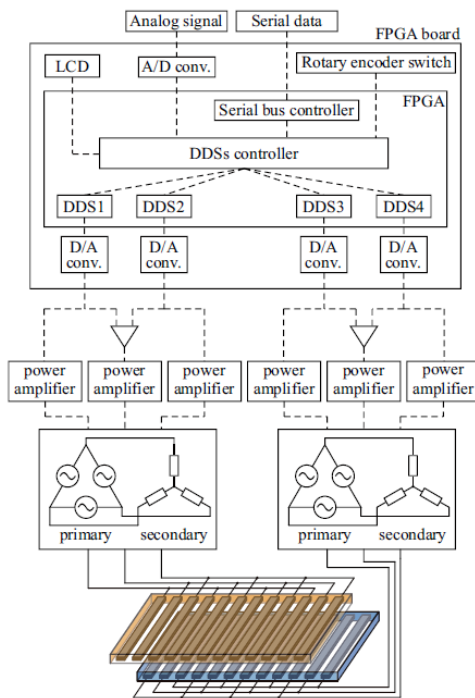 Analog signal
Serial data
FPGA board
LCD
A/D conv.
Rotary encoder switch
FPGA
Serial bus controller
DDSs controller
DDS1
DDS2
DDS3
DDS4
D/A
conv.
D/A
conv.
D/A
conv.
D/A
conv.
power
amplifier
power
amplifier
power
amplifier
power
amplifier
power
amplifier
power
amplifier
primary
secondary
primary
secondary